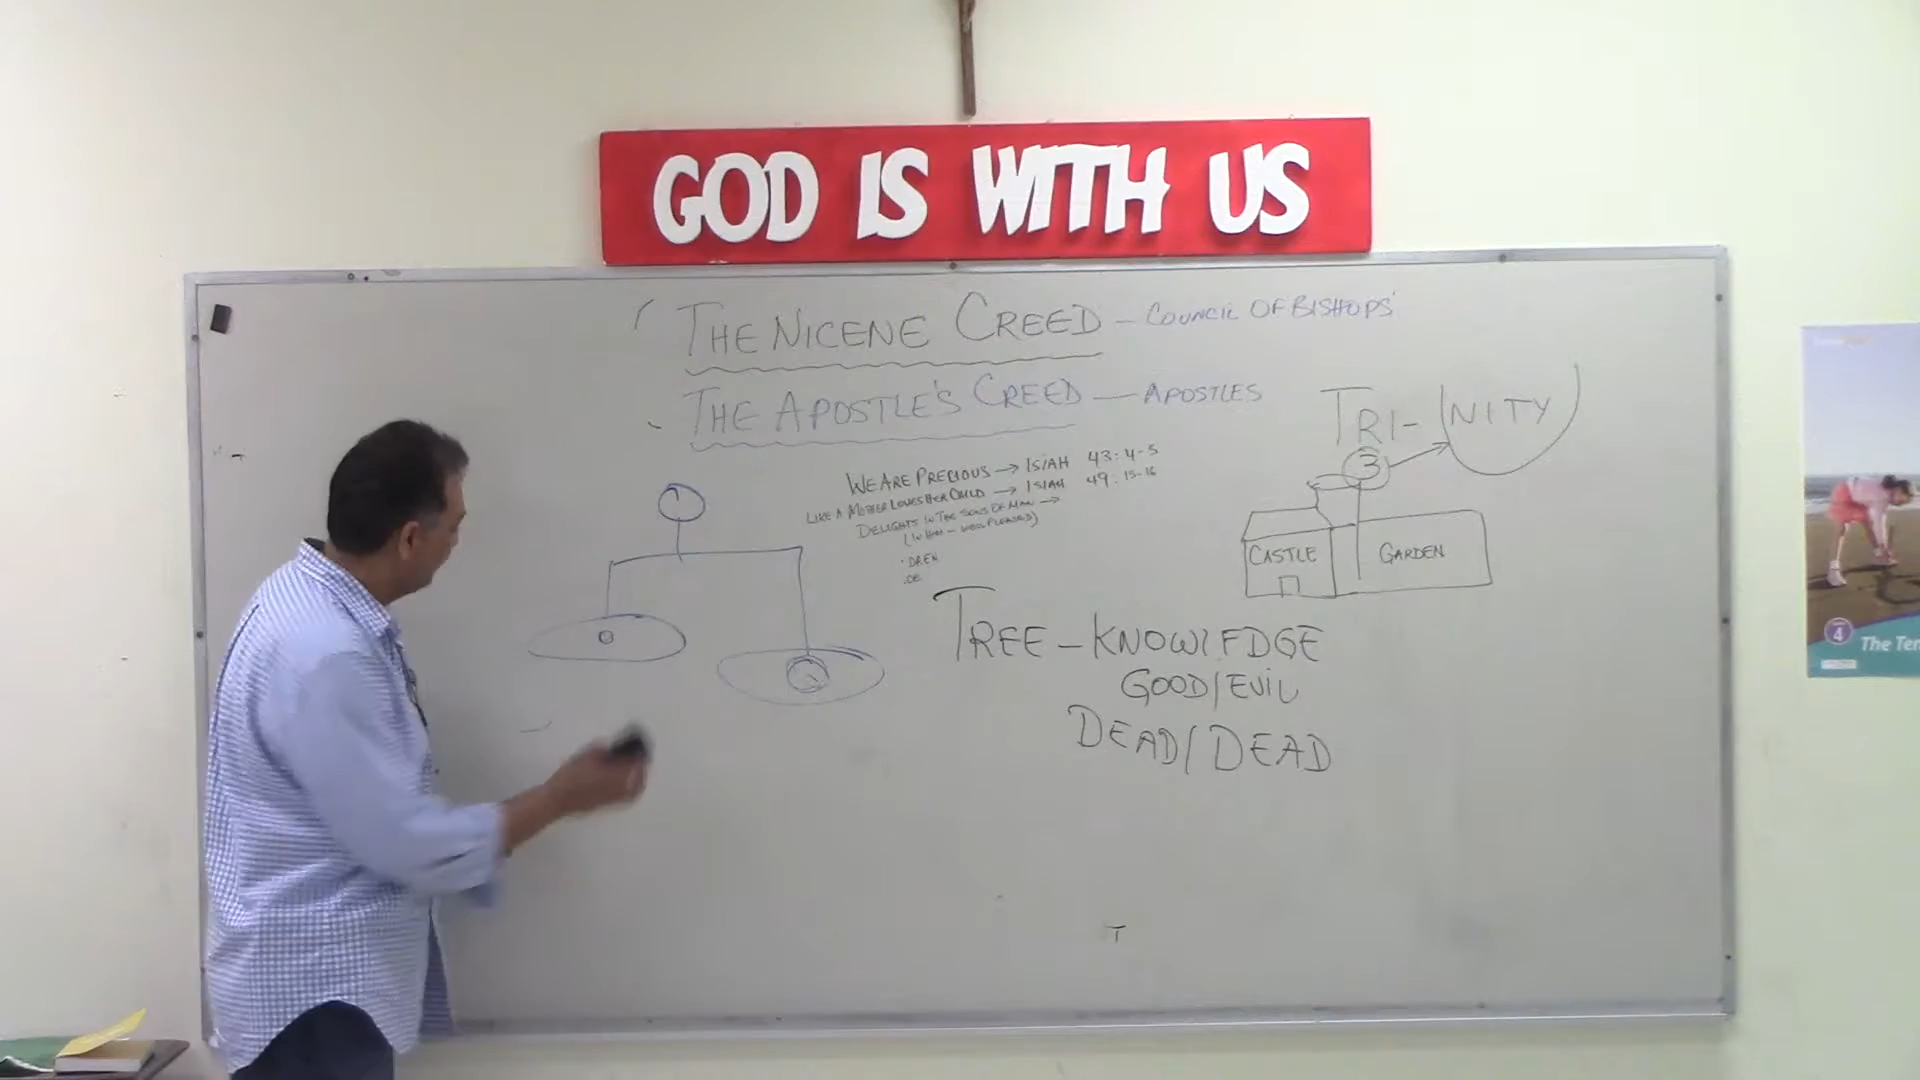 GOD IS WITH US
THE NICENE CREED - COUNCIL OF BISHOPS
THE APOSTLE'S CREED - APOSTLES
TRI-UNITY
3
WE ARE PRECIOUS → ISIAH 43:4-5
LIKE A MOTHER LOVES HER CHILD → ISIAH 49:15-16
DELIGHTS IN THE SONS OF MAN →
(IN HIM - WELL PLEASED)
CASTLE
GARDEN
TREE - KNOWLEDGE
GOOD/EVIL
DEAD/DEAD
T
4
The Ten